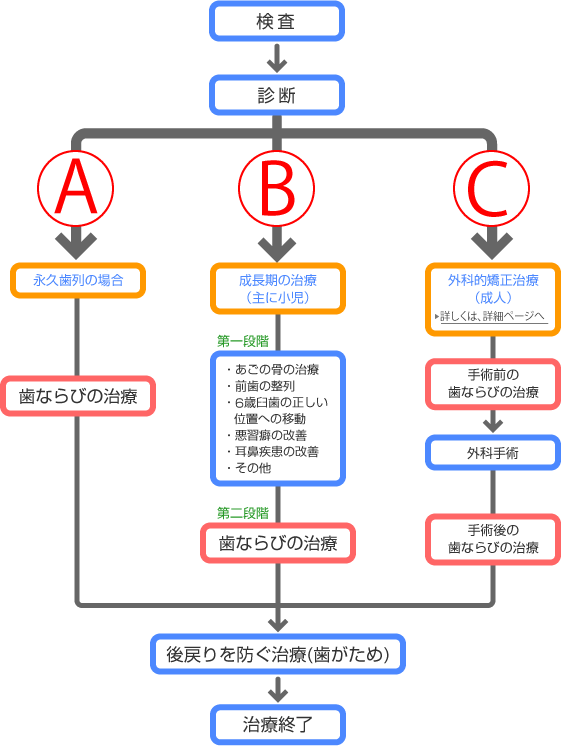 検査
診断
A
永久歯列の場合
歯ならびの治療
B
成長期の治療
（主に小児）
第一段階
・あごの骨の治療
・前歯の整列
・6歳臼歯の正しい
位置への移動
・悪習癖の改善
・耳鼻疾患の改善
・その他
第二段階
歯ならびの治療
C
外科的矯正治療
（成人）
▶詳しくは、詳細ページへ
手術前の
歯ならびの治療
外科手術
手術後の
歯ならびの治療
後戻りを防ぐ治療(歯がため)
治療終了